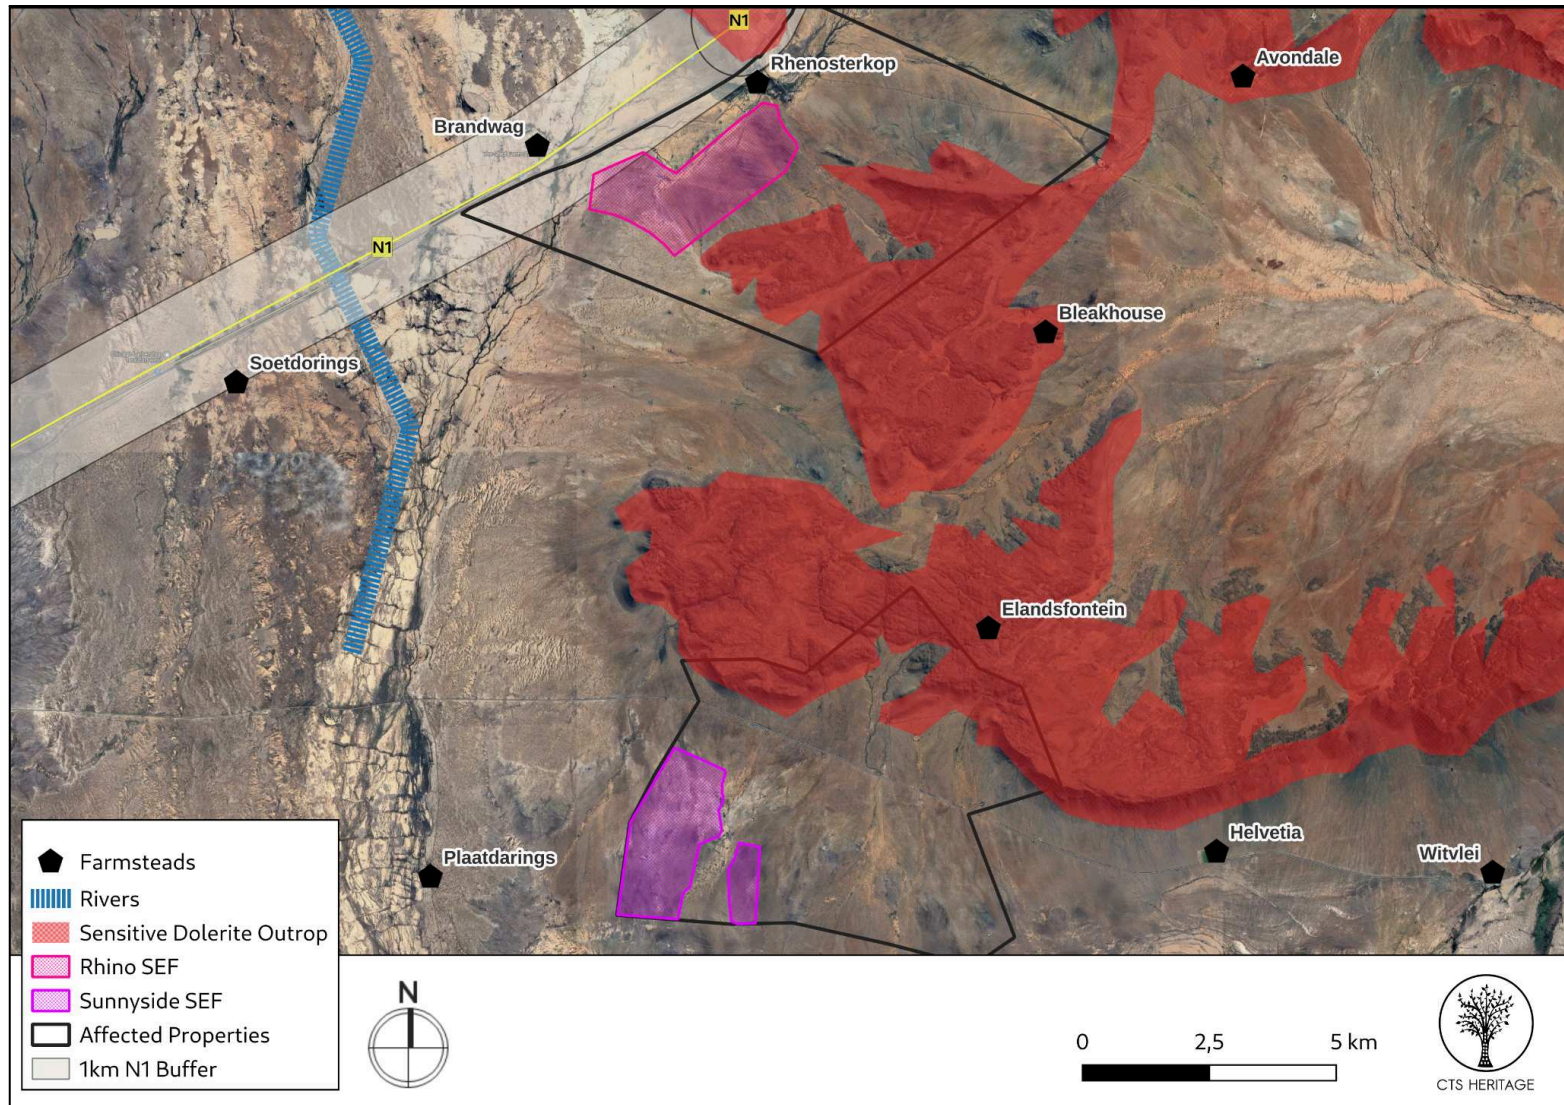 N1
Rhenosterkop
Avondale
Brandwag
N1
Bleakhouse
Soetdorings
Elandsfontein
Helvetia
Witvlei
Plaatdarings
Farmsteads
Rivers
Sensitive Dolerite Outrop
Rhino SEF
Sunnyside SEF
Affected Properties
1km N1 Buffer
N
0 2,5 5 km
CTS HERITAGE